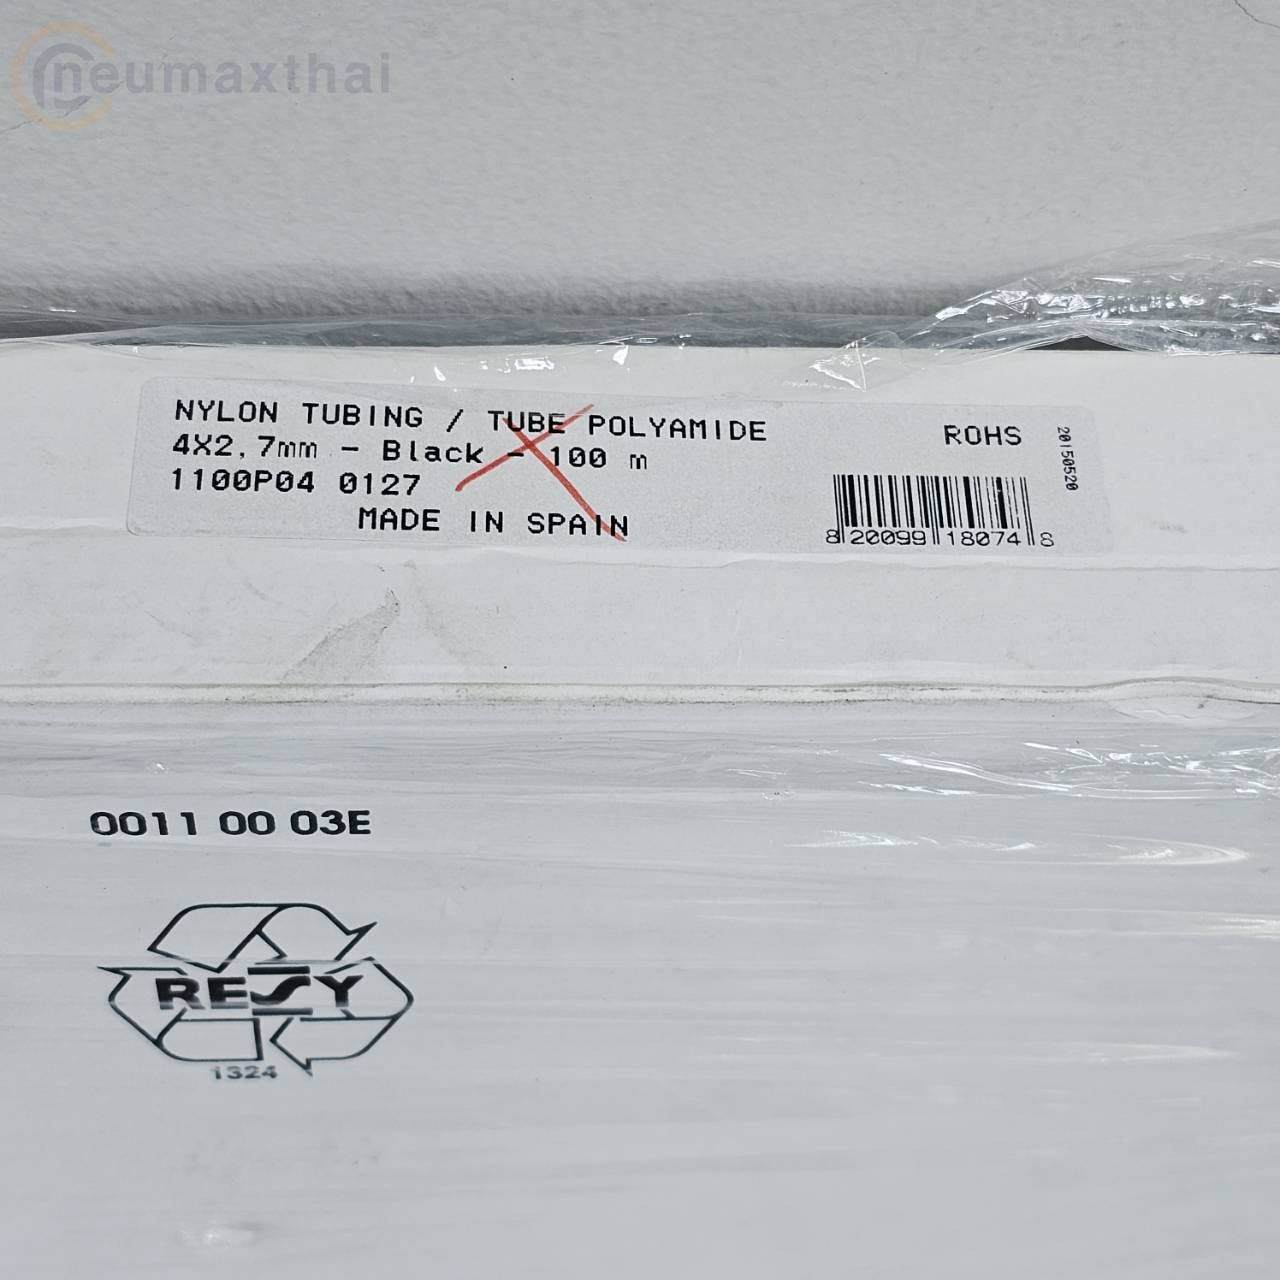 neumaxthai
NYLON TUBING / TUBE POLYAMIDE
4X2,7mm - Black - 100 m
1100P04 0127
MADE IN SPAIN
ROHS
20150520
8 20099 18074 8
0011 00 03E
RESY
1324